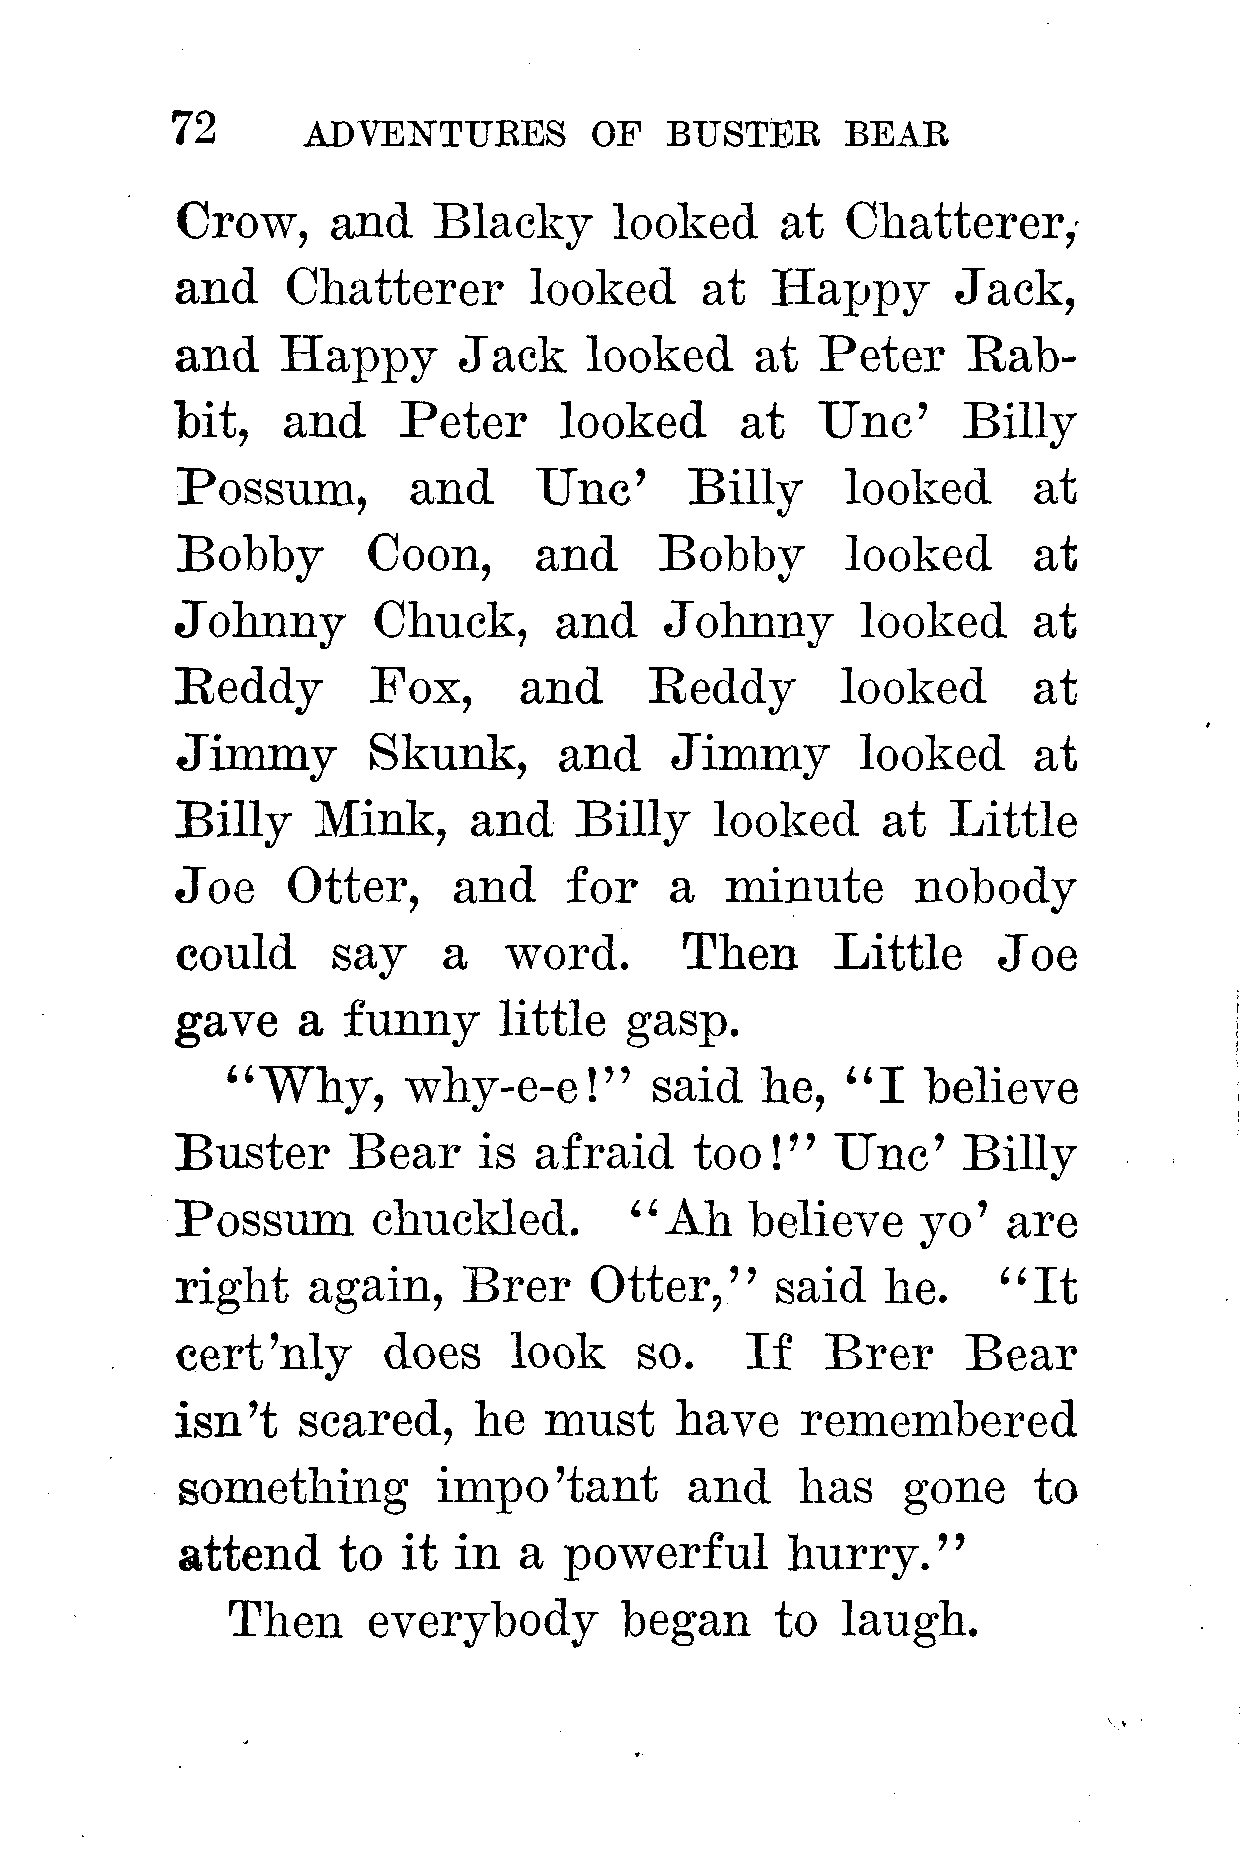 72 ADVENTURES OF BUSTER BEAR
Crow, and Blacky looked at Chatterer,
and Chatterer looked at Happy Jack,
and Happy Jack looked at Peter Rab-
bit, and Peter looked at Unc' Billy
Possum, and Unc' Billy looked at
Bobby Coon, and Bobby looked at
Johnny Chuck, and Johnny looked at
Reddy Fox, and Reddy looked at
Jimmy Skunk, and Jimmy looked at
Billy Mink, and Billy looked at Little
Joe Otter, and for a minute nobody
could say a word. Then Little Joe
gave a funny little gasp.
"Why, why-e-e!" said he, "I believe
Buster Bear is afraid too!" Unc' Billy
Possum chuckled. "Ah believe yo' are
right again, Brer Otter," said he. "It
cert'nly does look so. If Brer Bear
isn't scared, he must have remembered
something impo'tant and has gone to
attend to it in a powerful hurry."
Then everybody began to laugh.